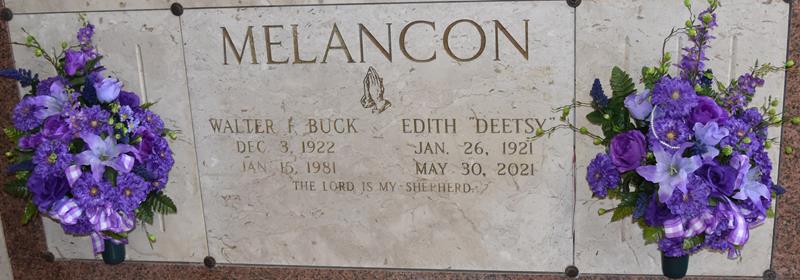 MELANCON
WALTER F. BUCK
DEC 3, 1922
JAN 15, 1981
EDITH "DEETSY"
JAN. 26, 1921
MAY 30, 2021
THE LORD IS MY SHEPHERD.